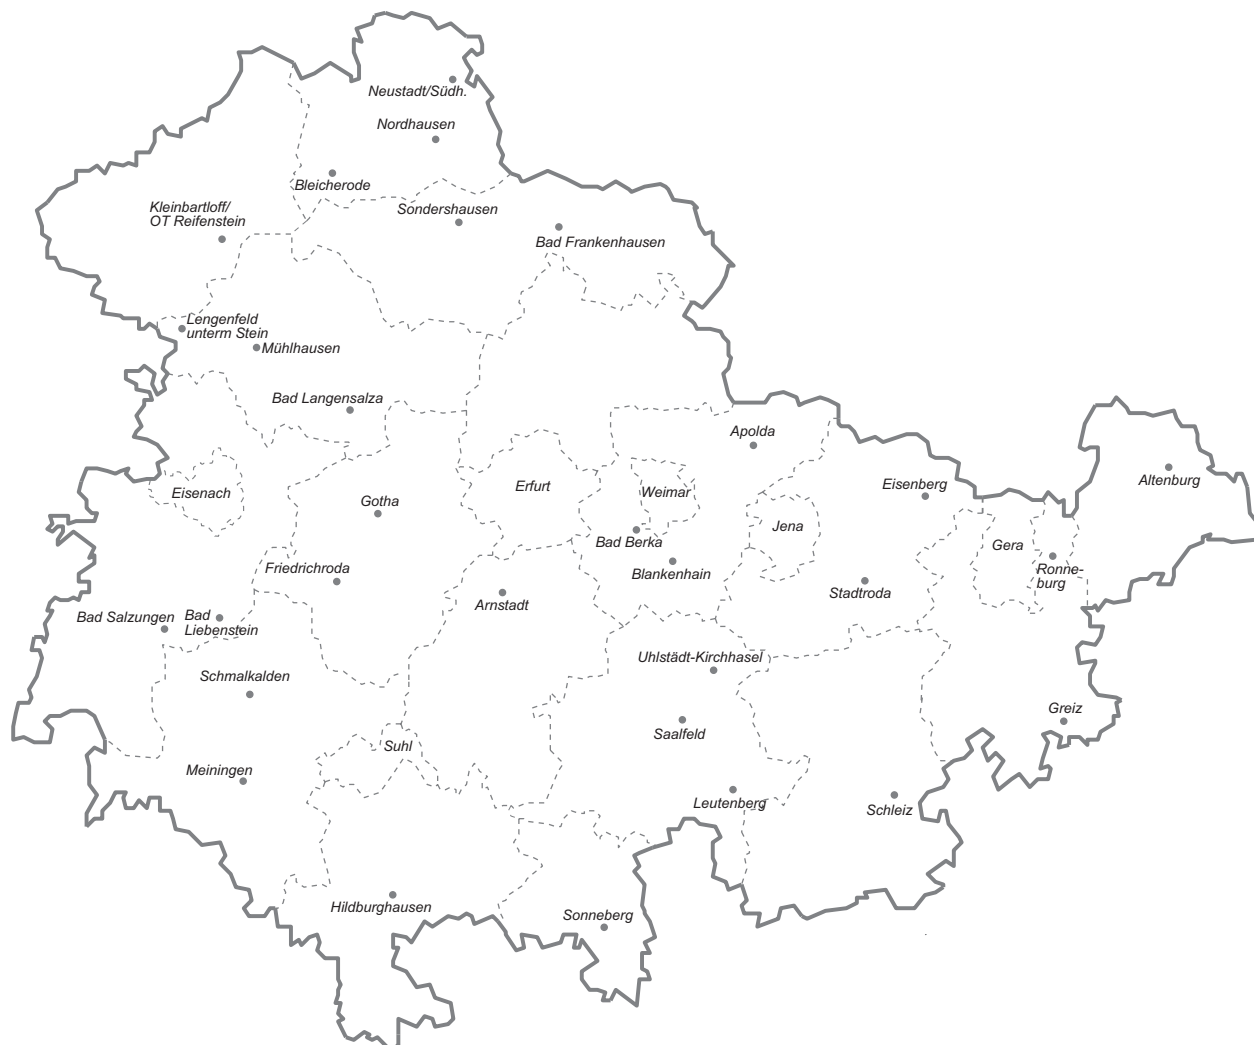 Neustadt/Südh.
Nordhausen
Bleicherode
Kleinbartloff/
OT Reifenstein
Sondershausen
Bad Frankenhausen
Lengenfeld
unterm Stein
Mühlhausen
Bad Langensalza
Apolda
Altenburg
Eisenach
Gotha
Erfurt
Weimar
Eisenberg
Jena
Gera
Bad Berka
Ronne-
burg
Friedrichroda
Blankenhain
Stadtroda
Arnstadt
Bad Salzungen
Bad
Liebenstein
Uhlstädt-Kirchhasel
Schmalkalden
Greiz
Saalfeld
Suhl
Meiningen
Leutenberg
Schleiz
Hildburghausen
Sonneberg